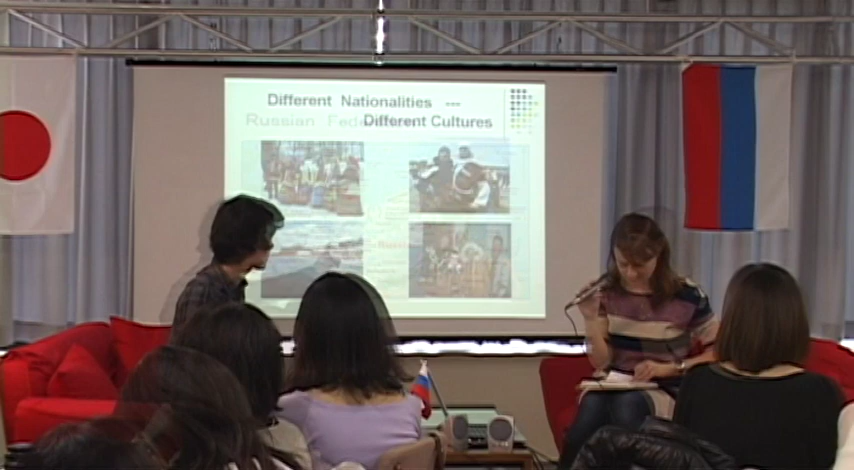 Different Nationalities ---
Russian Fede
Different Cultures